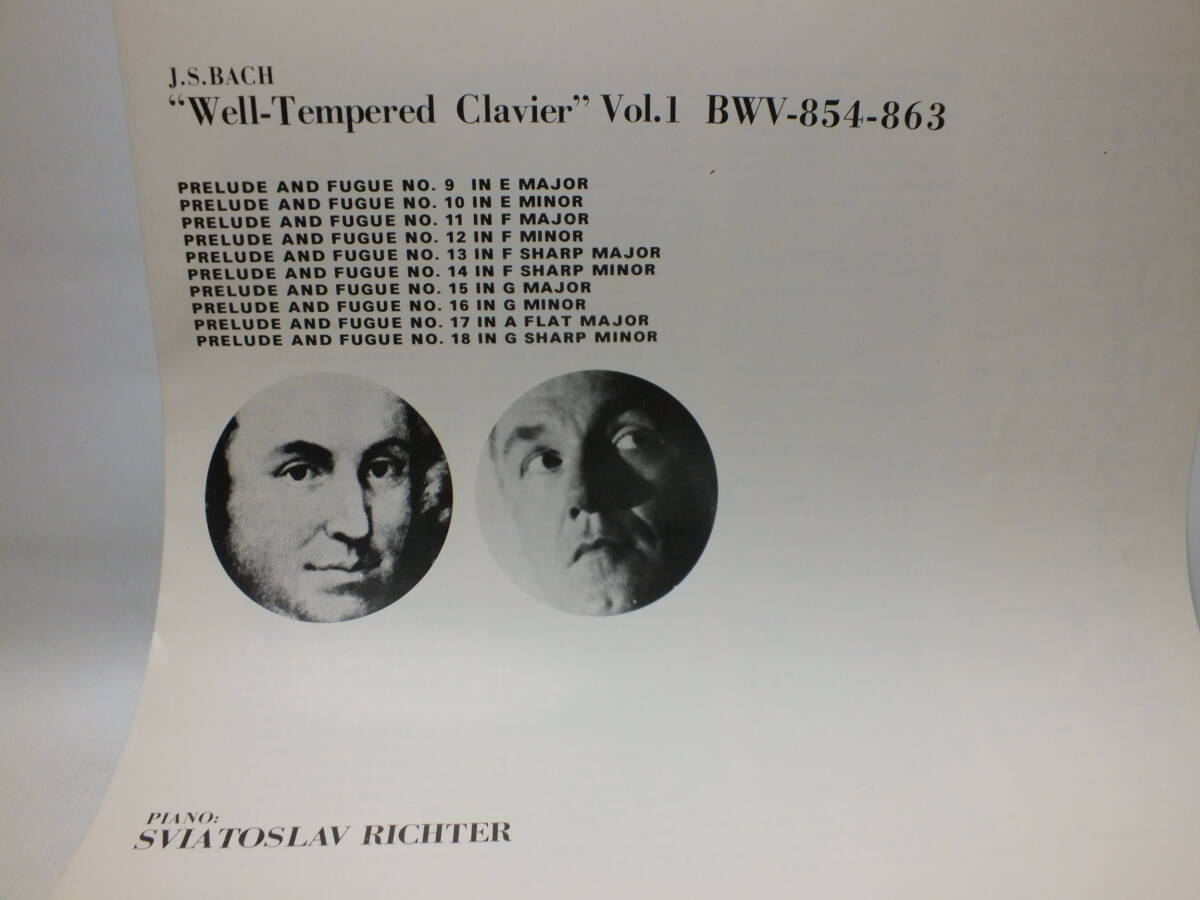 J.S.BACH
“Well-Tempered Clavier” Vol.1 BWV-854-863
PRELUDE AND FUGUE NO. 9 IN E MAJOR
PRELUDE AND FUGUE NO. 10 IN E MINOR
PRELUDE AND FUGUE NO. 11 IN F MAJOR
PRELUDE AND FUGUE NO. 12 IN F MINOR
PRELUDE AND FUGUE NO. 13 IN F SHARP MAJOR
PRELUDE AND FUGUE NO. 14 IN F SHARP MINOR
PRELUDE AND FUGUE NO. 15 IN G MAJOR
PRELUDE AND FUGUE NO. 16 IN G MINOR
PRELUDE AND FUGUE NO. 17 IN A FLAT MAJOR
PRELUDE AND FUGUE NO. 18 IN G SHARP MINOR
PIANO:
SVIATOSLAV RICHTER